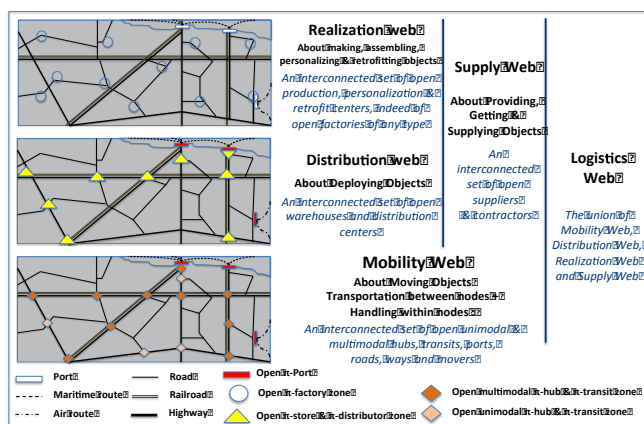 Realization web
About making, assembling,
personalizing & retrofitting objects
An interconnected set of open
production, personalization &
retrofit centers, indeed of
open factories of any type
Distribution web
About Deploying Objects
An interconnected set of open
warehouses and distribution
centers
Mobility Web
About Moving Objects
Transportation between nodes +
Handling within nodes
An interconnected set of open unimodal &
multimodal hubs, transits, ports,
roads, ways and movers
Supply Web
About Providing,
Getting &
Supplying Objects
An
interconnected
set of open
suppliers
& contractors
Logistics
Web
The union of
Mobility Web,
Distribution Web,
Realization Web
and Supply Web
Port
Maritime route
Air route
Road
Railroad
Highway
Open π-Port
Open π-factory zone
Open π-store & π-distributor zone
Open multimodal π-hub & π-transit zone
Open unimodal π-hub & π-transit zone